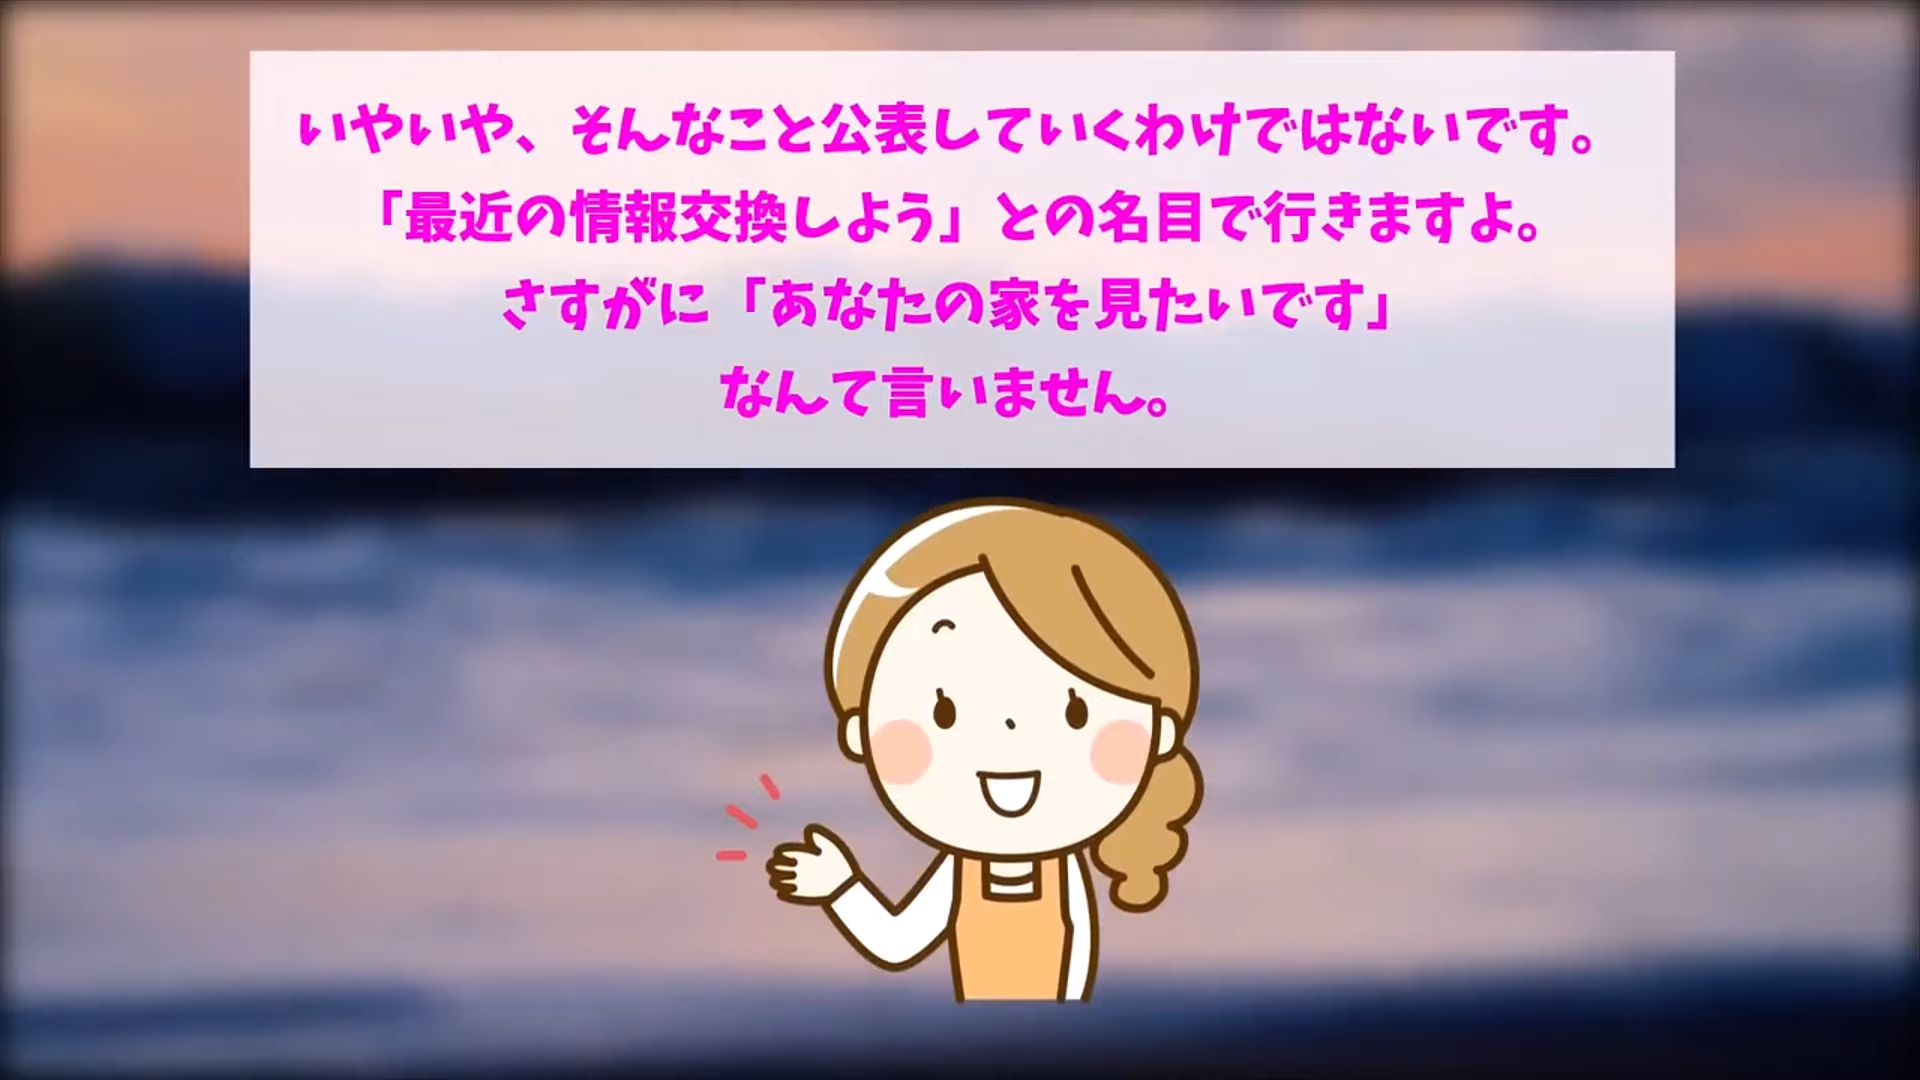 いやいや、そんなこと公表していくわけではないです。
「最近の情報交換しよう」との名目で行きますよ。
さすがに「あなたの家を見たいです」
なんて言いません。